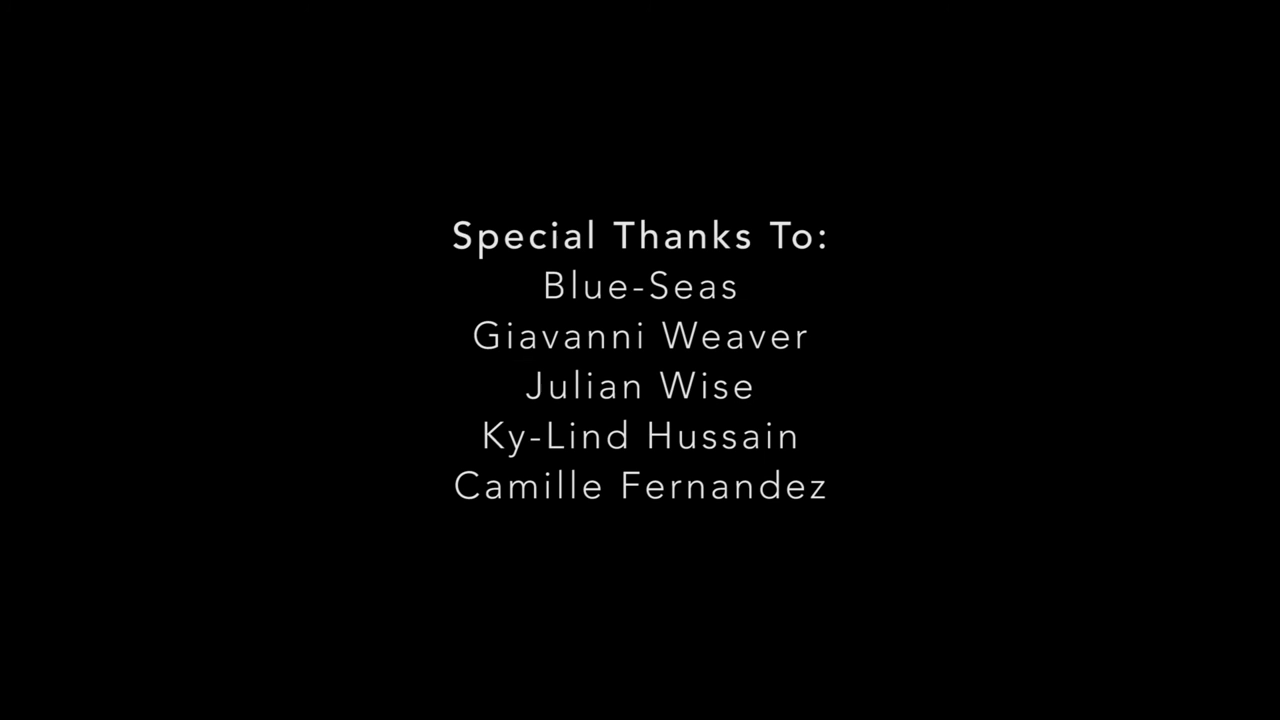 Special Thanks To:
Blue-Seas
Giavanni Weaver
Julian Wise
Ky-Lind Hussain
Camille Fernandez